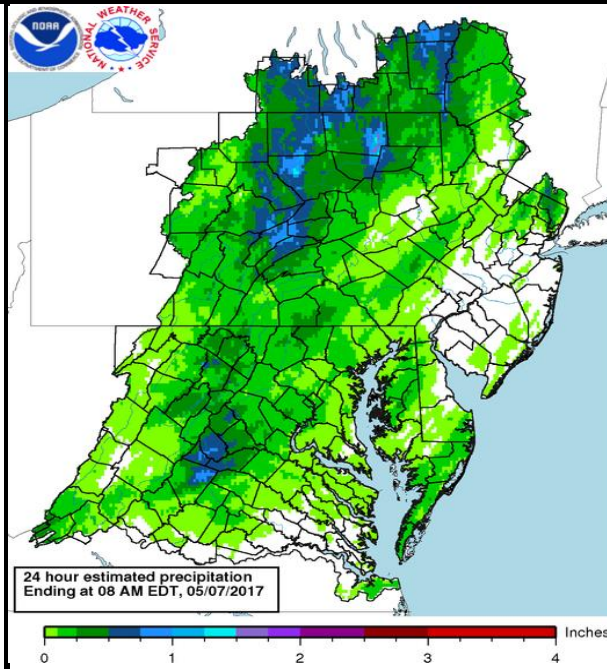 NOAA
NATIONAL WEATHER SERVICE
24 hour estimated precipitation
Ending at 08 AM EDT, 05/07/2017
Inches
0 1 2 3 4